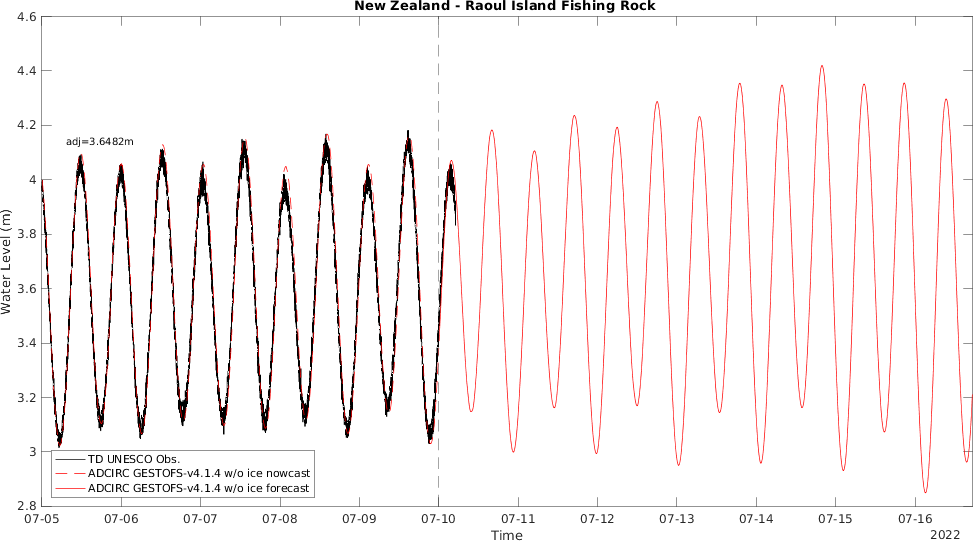 New Zealand - Raoul Island Fishing Rock
4.6
4.4
4.2
4
3.8
3.6
3.4
3.2
3
2.8
Water Level (m)
adj=3.6482m
TD UNESCO Obs.
ADCIRC GESTOFS-v4.1.4 w/o ice nowcast
ADCIRC GESTOFS-v4.1.4 w/o ice forecast
07-05 07-06 07-07 07-08 07-09 07-10 07-11 07-12 07-13 07-14 07-15 07-16
Time
2022